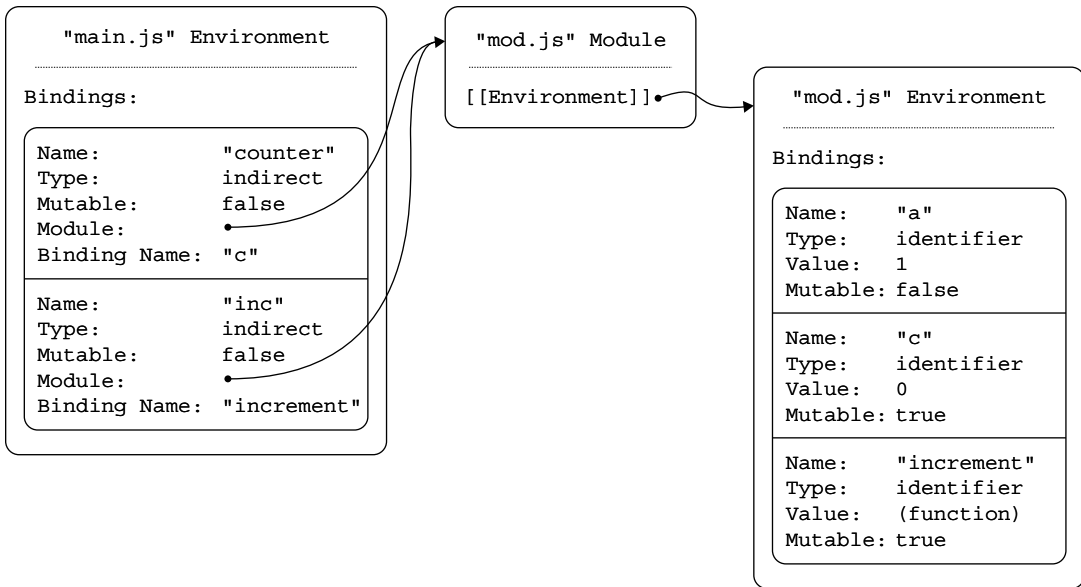 "main.js" Environment
Bindings:
Name: "counter"
Type: indirect
Mutable: false
Module:
Binding Name: "c"
Name: "inc"
Type: indirect
Mutable: false
Module:
Binding Name: "increment"
"mod.js" Module
[[Environment]]
"mod.js" Environment
Bindings:
Name: "a"
Type: identifier
Value: 1
Mutable: false
Name: "c"
Type: identifier
Value: 0
Mutable: true
Name: "increment"
Type: identifier
Value: (function)
Mutable: true